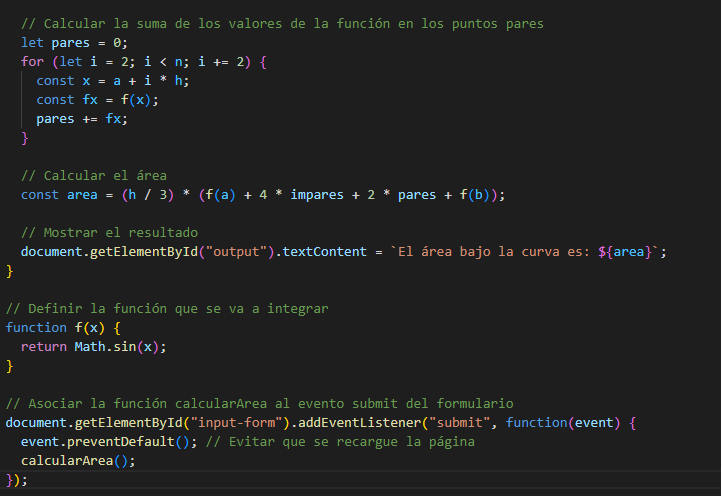 // Calcular la suma de los valores de la función en los puntos pares
let pares = 0;
for (let i = 2; i < n; i += 2) {
const x = a + i * h;
const fx = f(x);
pares += fx;
}
// Calcular el área
const area = (h / 3) * (f(a) + 4 * impares + 2 * pares + f(b));
// Mostrar el resultado
document.getElementById("output").textContent = `El área bajo la curva es: ${area}`;
}
// Definir la función que se va a integrar
function f(x) {
return Math.sin(x);
}
// Asociar la función calcularArea al evento submit del formulario
document.getElementById("input-form").addEventListener("submit", function(event) {
event.preventDefault(); // Evitar que se recargue la página
calcularArea();
});